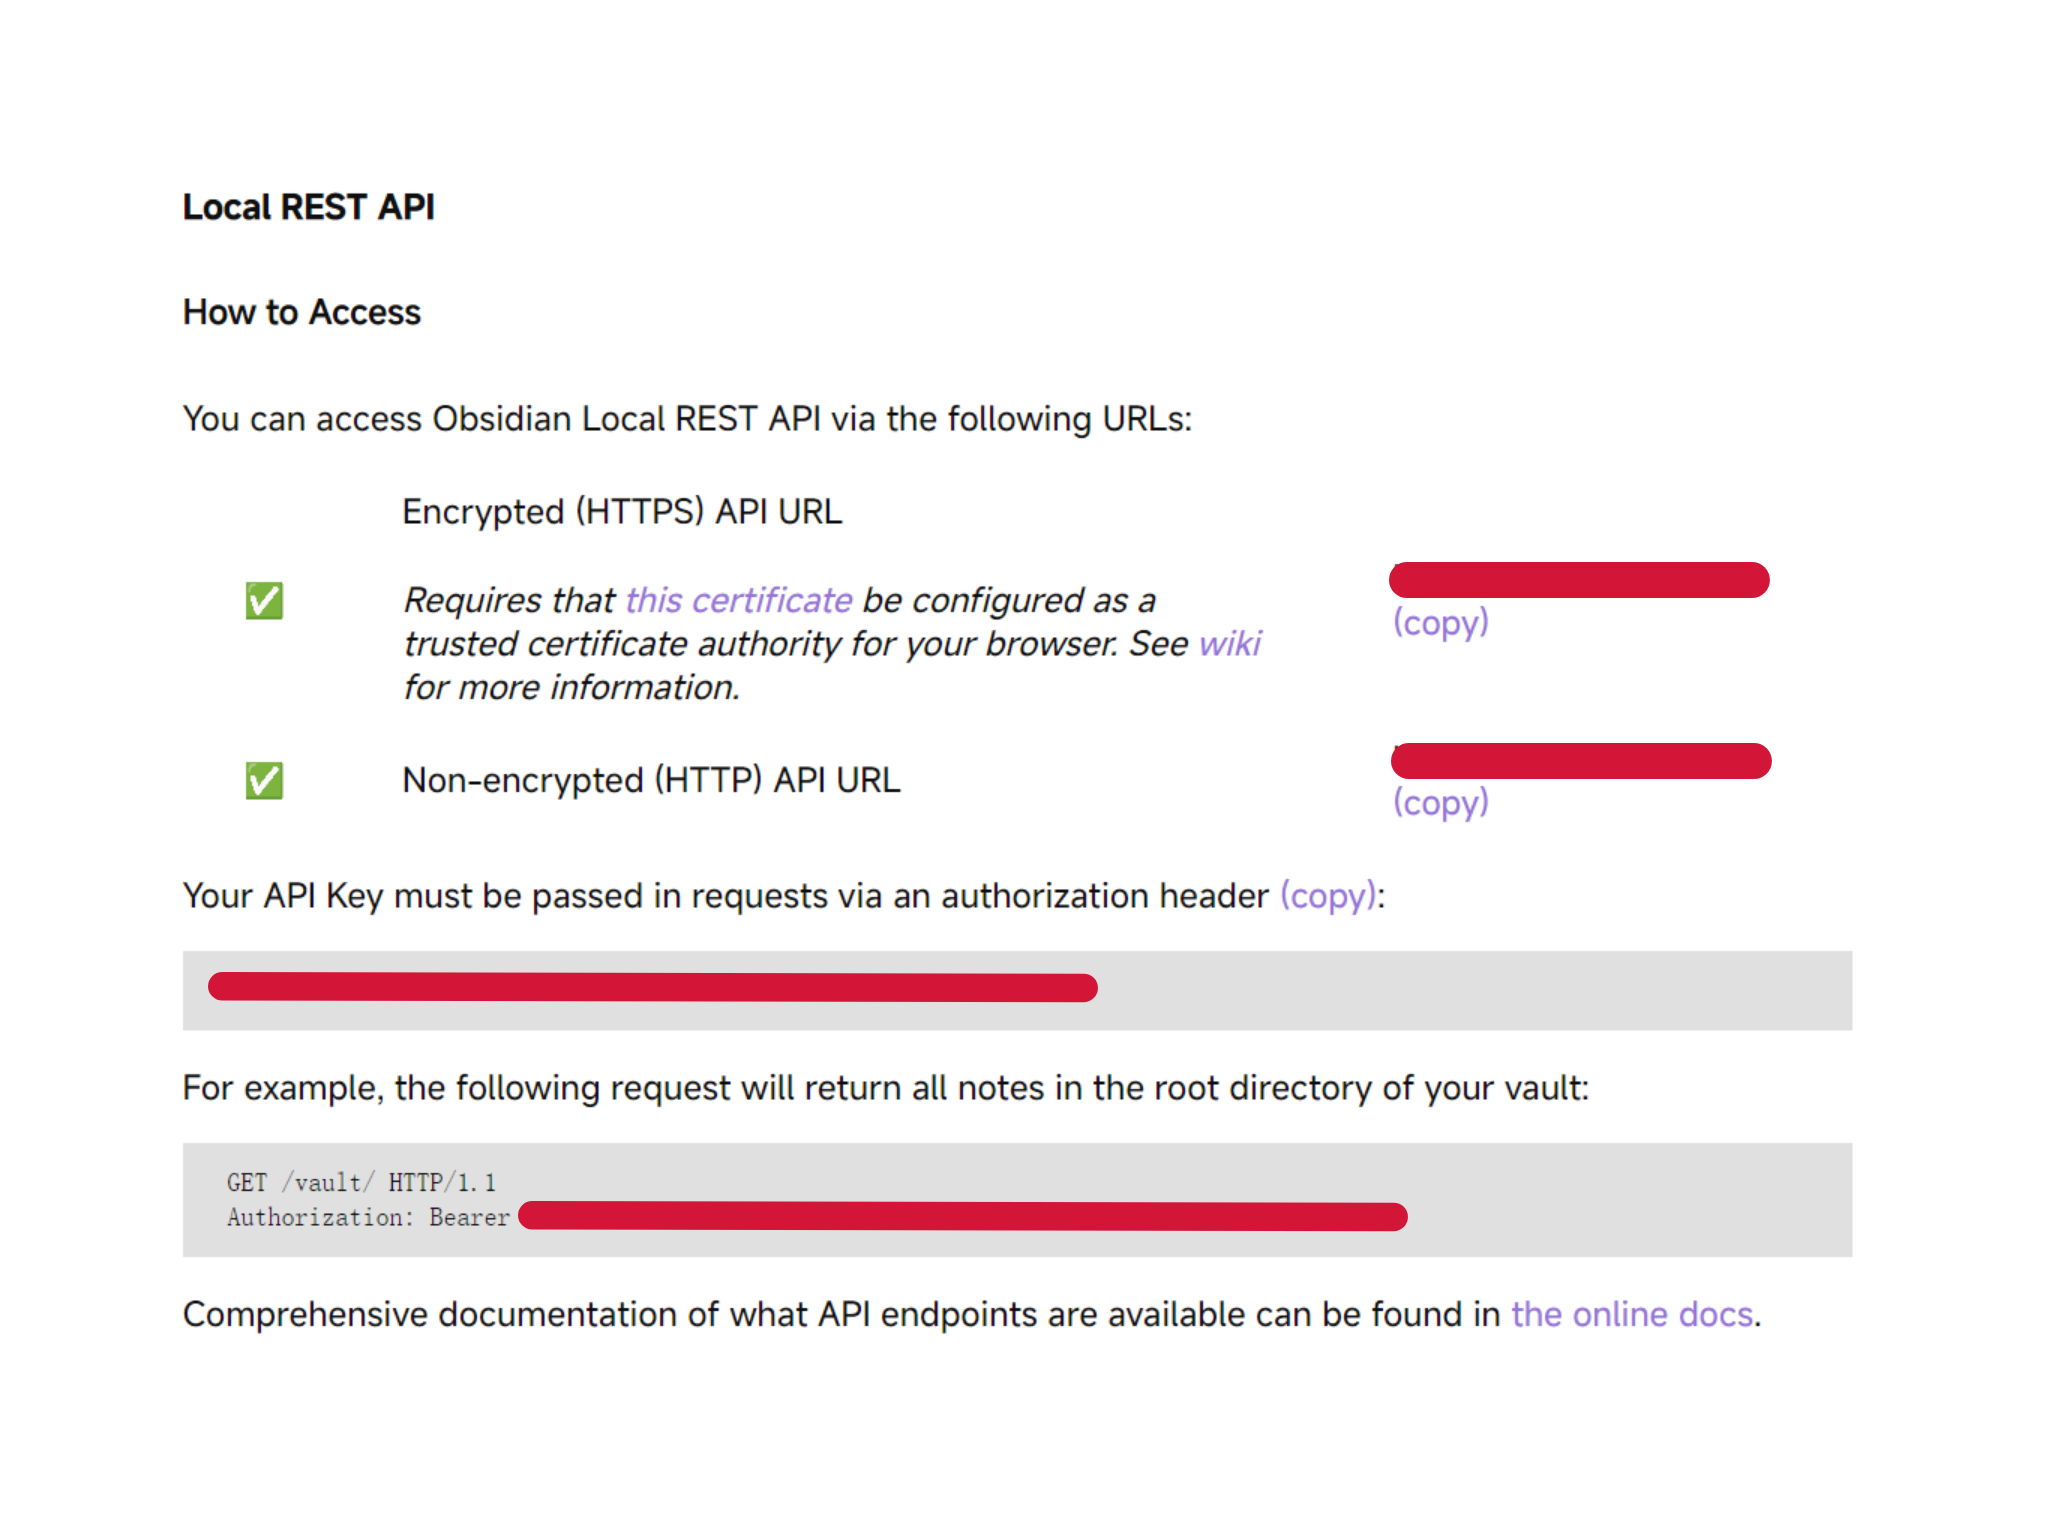 Local REST API
How to Access
You can access Obsidian Local REST API via the following URLs:
Encrypted (HTTPS) API URL
Requires that this certificate be configured as a
trusted certificate authority for your browser. See wiki
for more information.
(copy)
Non-encrypted (HTTP) API URL
(copy)
Your API Key must be passed in requests via an authorization header (copy):
For example, the following request will return all notes in the root directory of your vault:
GET /vault/ HTTP/1.1
Authorization: Bearer
Comprehensive documentation of what API endpoints are available can be found in the online docs.